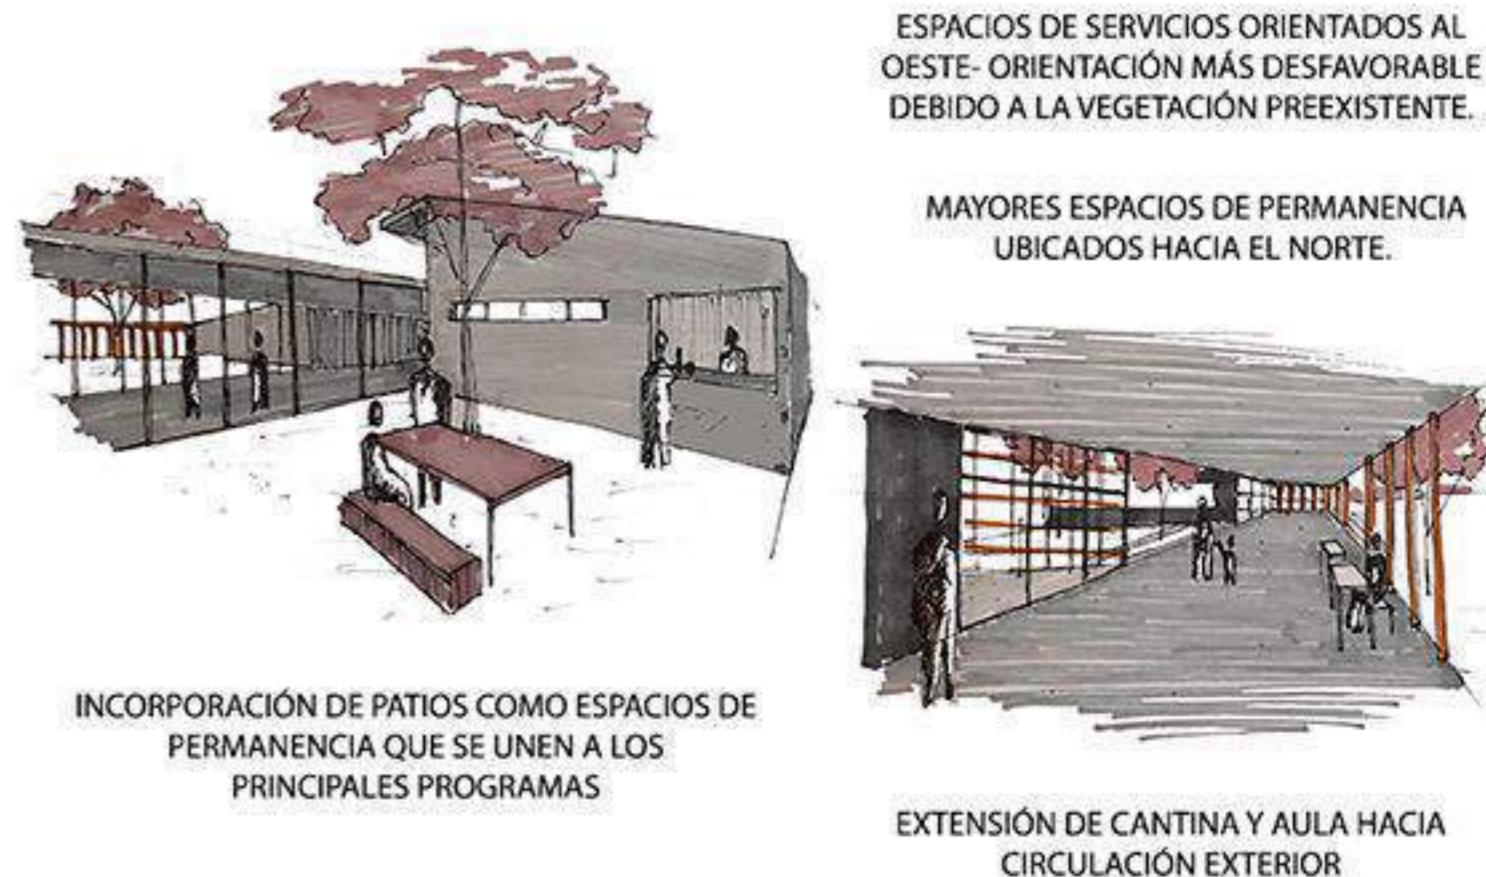 ESPACIOS DE SERVICIOS ORIENTADOS AL
OESTE- ORIENTACIÓN MÁS DESFAVORABLE
DEBIDO A LA VEGETACIÓN PREEXISTENTE.
MAYORES ESPACIOS DE PERMANENCIA
UBICADOS HACIA EL NORTE.
INCORPORACIÓN DE PATIOS COMO ESPACIOS DE
PERMANENCIA QUE SE UNEN A LOS
PRINCIPALES PROGRAMAS
EXTENSIÓN DE CANTINA Y AULA HACIA
CIRCULACIÓN EXTERIOR